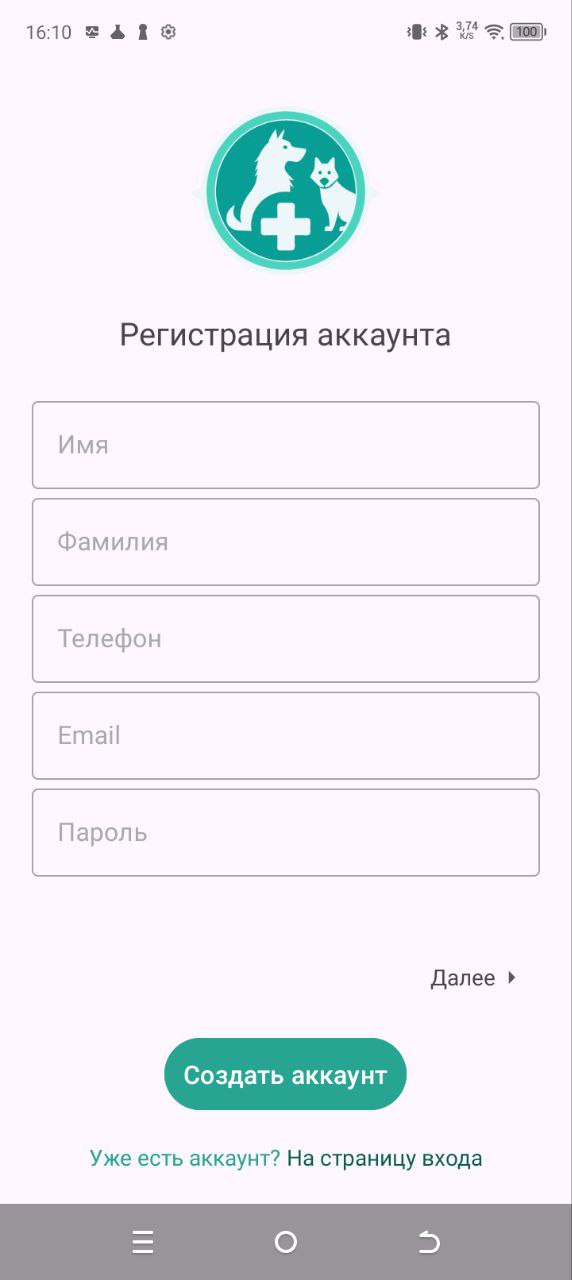 16:10
3,74
K/S
100
Регистрация аккаунта
Имя
Фамилия
Телефон
Email
Пароль
Далее
Создать аккаунт
Уже есть аккаунт? На страницу входа